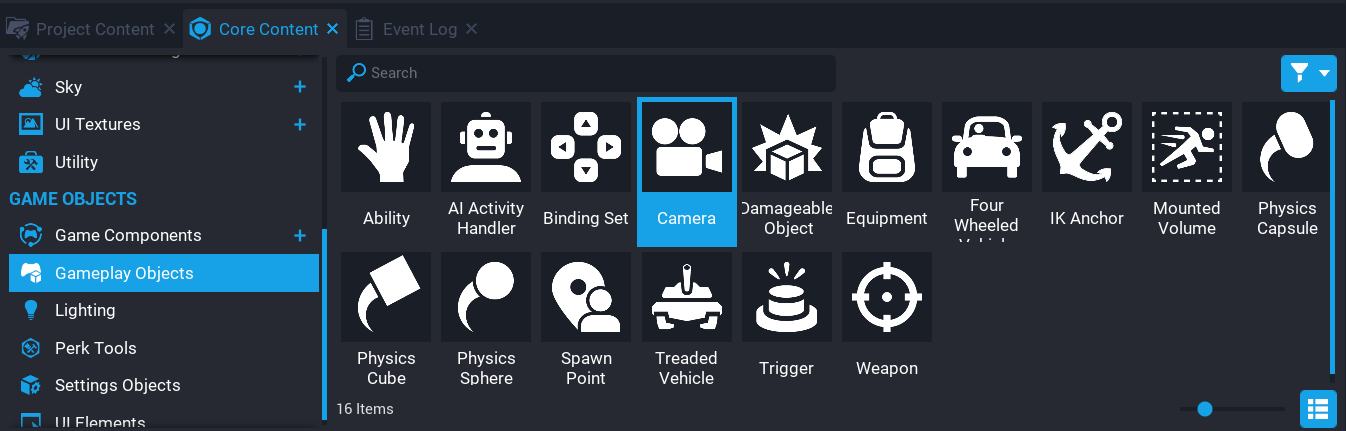 Project Content
Core Content
Event Log
Sky
UI Textures
Utility
GAME OBJECTS
Game Components
Gameplay Objects
Lighting
Perk Tools
Settings Objects
UI Elements
Search
Ability
AI Activity
Handler
Binding Set
Camera
Damageable
Object
Equipment
Four
Wheeled
Vehicle
IK Anchor
Mounted
Volume
Physics
Capsule
Physics
Cube
Physics
Sphere
Spawn
Point
Treaded
Vehicle
Trigger
Weapon
16 Items